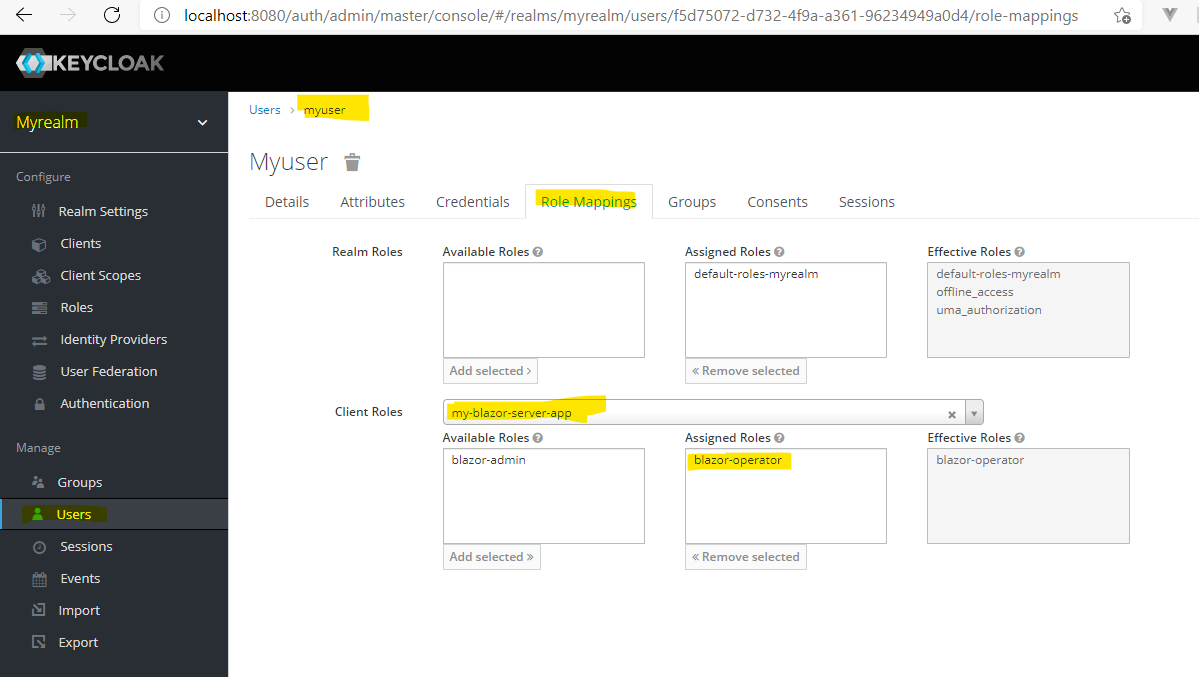 localhost:8080/auth/admin/master/console/#/realms/myrealm/users/f5d75072-d732-4f9a-a361-96234949a0d4/role-mappings
KEYCLOAK
Myrealm
Configure
Realm Settings
Clients
Client Scopes
Roles
Identity Providers
User Federation
Authentication
Manage
Groups
Users
Sessions
Events
Import
Export
Users > myuser
Myuser
Details Attributes Credentials Role Mappings Groups Consents Sessions
Realm Roles Available Roles Assigned Roles Effective Roles
default-roles-myrealm default-roles-myrealm
offline_access
uma_authorization
Add selected › « Remove selected
Client Roles my-blazor-server-app
Available Roles Assigned Roles Effective Roles
blazor-admin blazor-operator blazor-operator
Add selected » « Remove selected